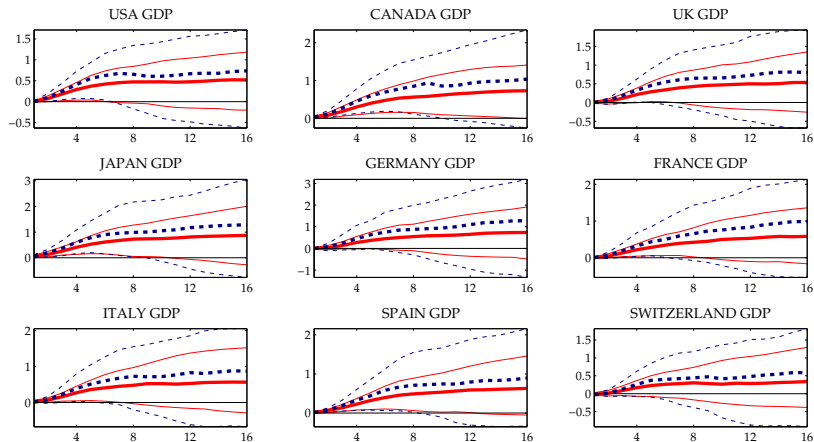 USA GDP
1.5
1
0.5
0
−0.5
4 8 12 16
CANADA GDP
2
1
0
4 8 12 16
UK GDP
1.5
1
0.5
0
−0.5
4 8 12 16
JAPAN GDP
3
2
1
0
4 8 12 16
GERMANY GDP
3
2
1
0
−1
4 8 12 16
FRANCE GDP
2
1
0
4 8 12 16
ITALY GDP
2
1
0
4 8 12 16
SPAIN GDP
2
1
0
4 8 12 16
SWITZERLAND GDP
1.5
1
0.5
0
−0.5
4 8 12 16